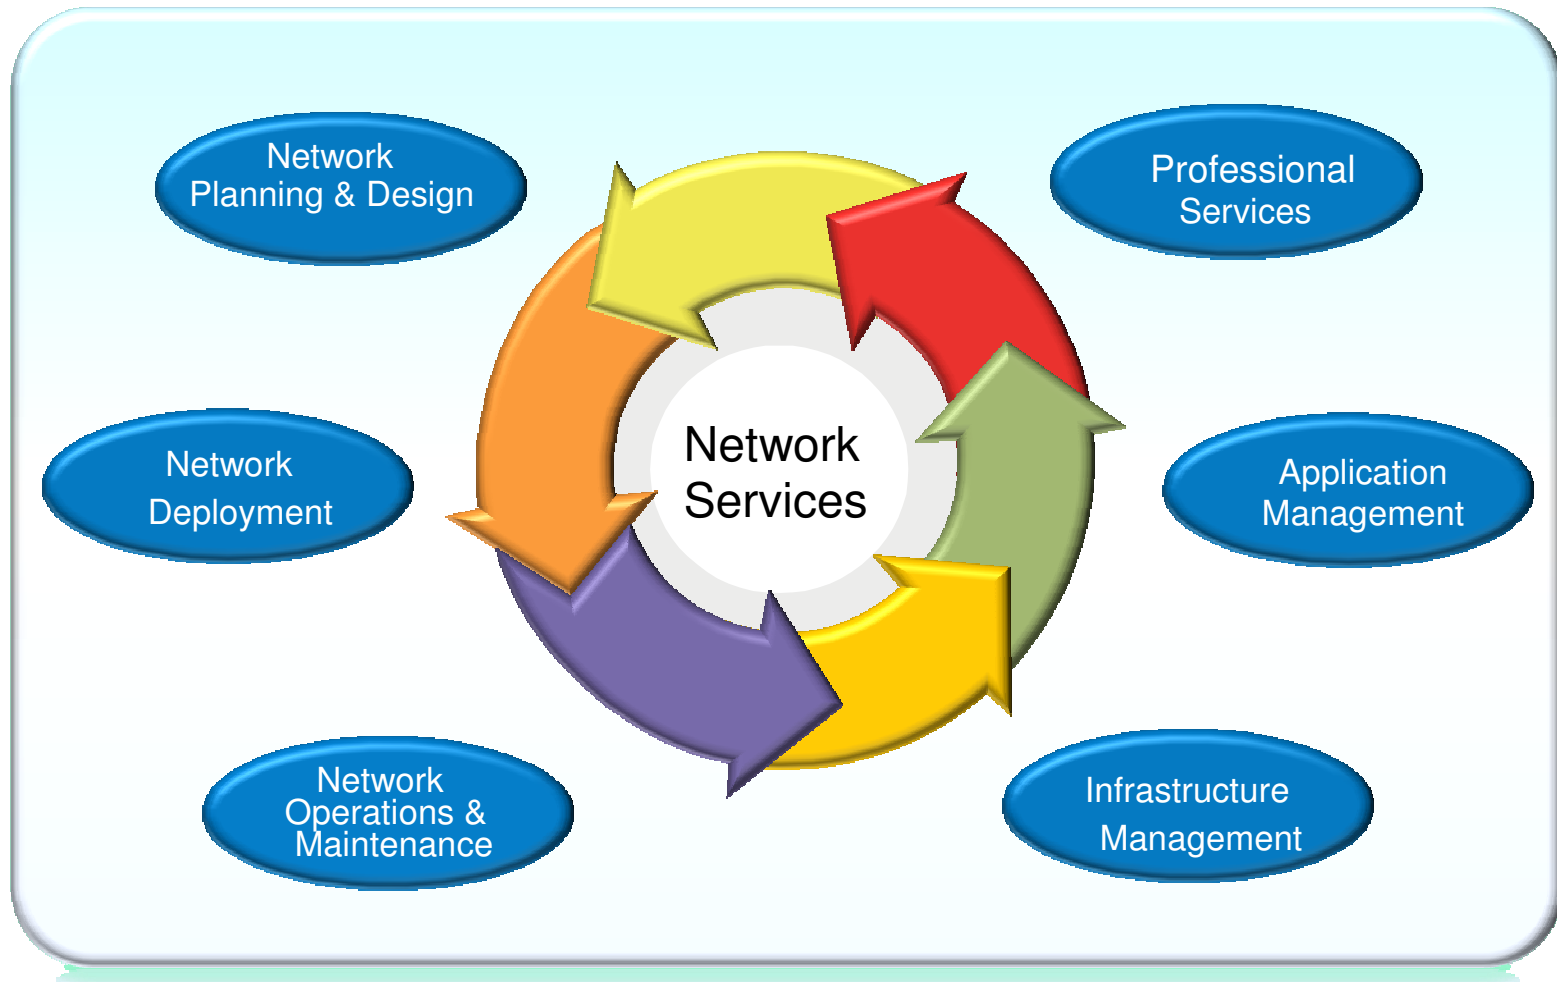 Network
Planning & Design
Professional
Services
Network
Deployment
Network
Services
Application
Management
Network
Operations &
Maintenance
Infrastructure
Management